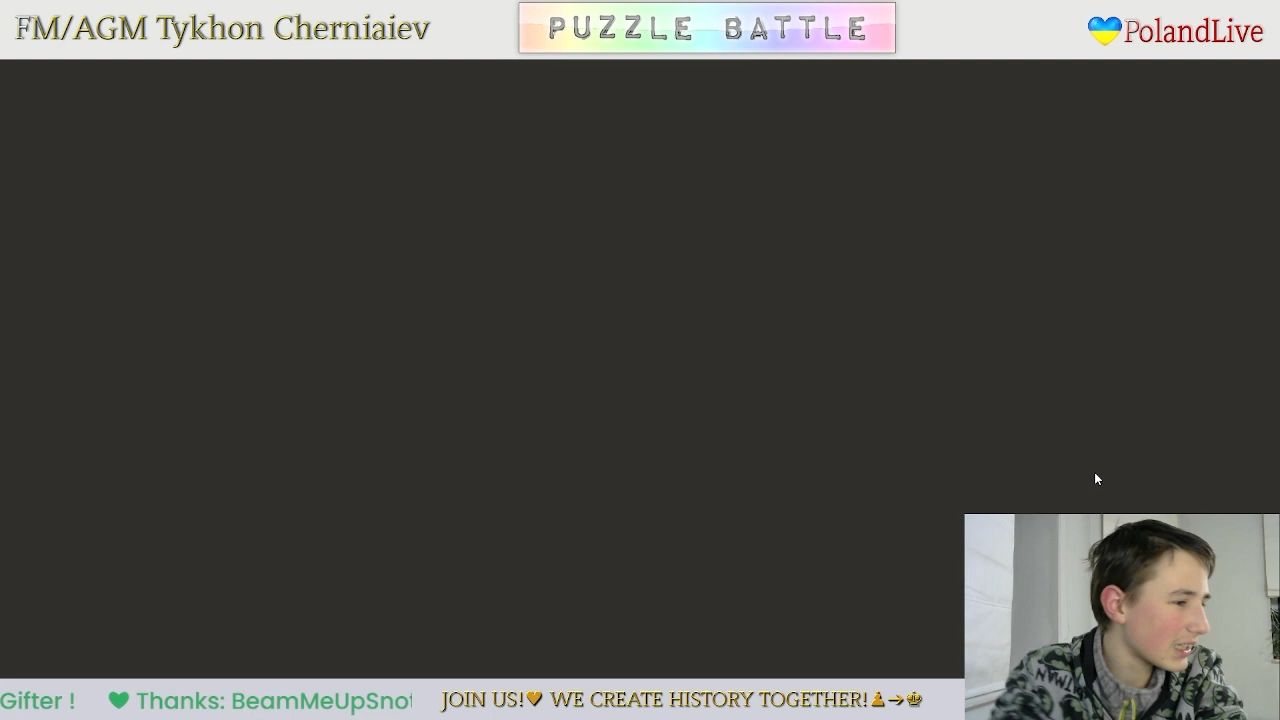 FM/AGM Tykhon Cherniaiev
PUZZLE BATTLE
PolandLive
Gifter ! Thanks: BeamMeUpSno
JOIN US! WE CREATE HISTORY TOGETHER!